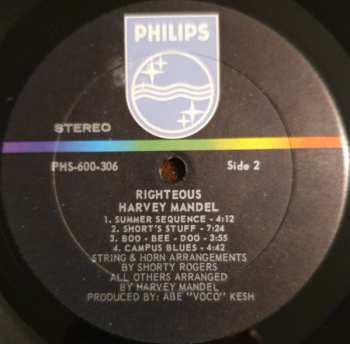 PHILIPS
STEREO
PHS-600-306 Side 2
RIGHTEOUS
HARVEY MANDEL
1. SUMMER SEQUENCE - 4:12
2. SHORT'S STUFF - 7:24
3. BOO - BEE - DOO - 3:55
4. CAMPUS BLUES - 4:42
STRING & HORN ARRANGEMENTS
BY SHORTY ROGERS
ALL OTHERS ARRANGED
BY HARVEY MANDEL
PRODUCED BY: ABE "VOCO" KESH